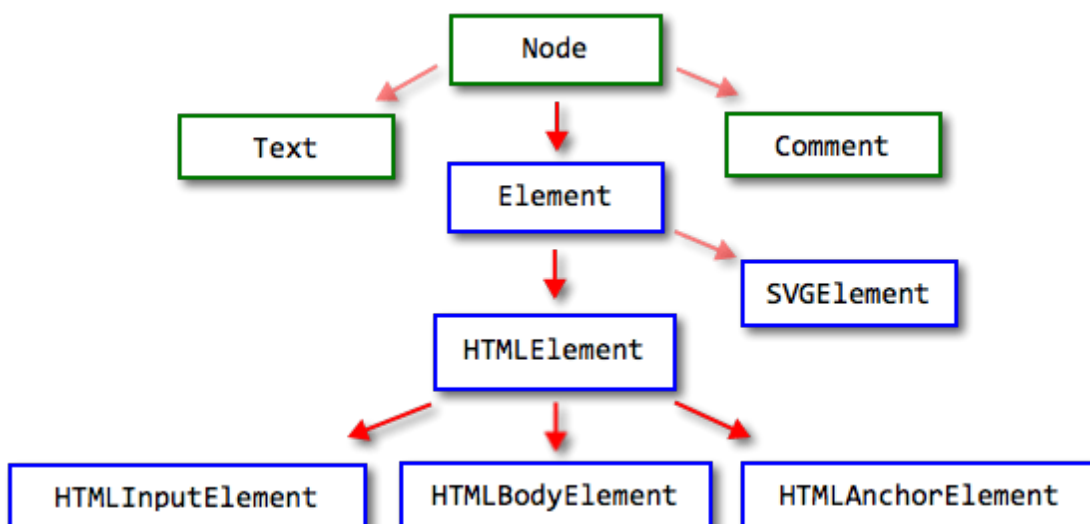 Node
Text
Comment
Element
SVGElement
HTMLElement
HTMLInputElement
HTMLBodyElement
HTMLAnchorElement